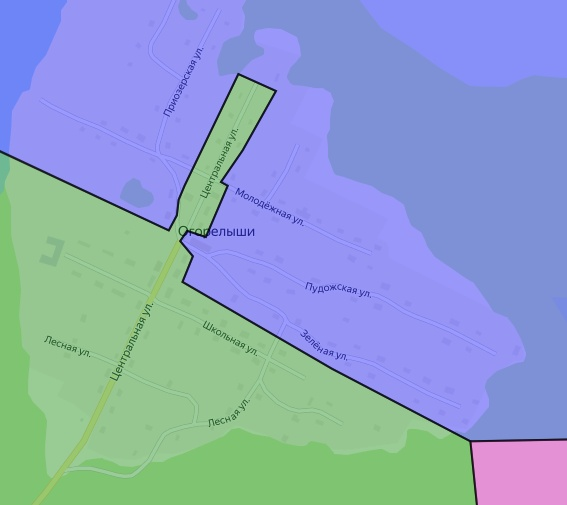 Приозерская ул.
Центральная ул.
Молодёжная ул.
Огорелыши
Пудожская ул.
Центральная ул.
Школьная ул.
Зелёная ул.
Лесная ул.
Лесная ул.